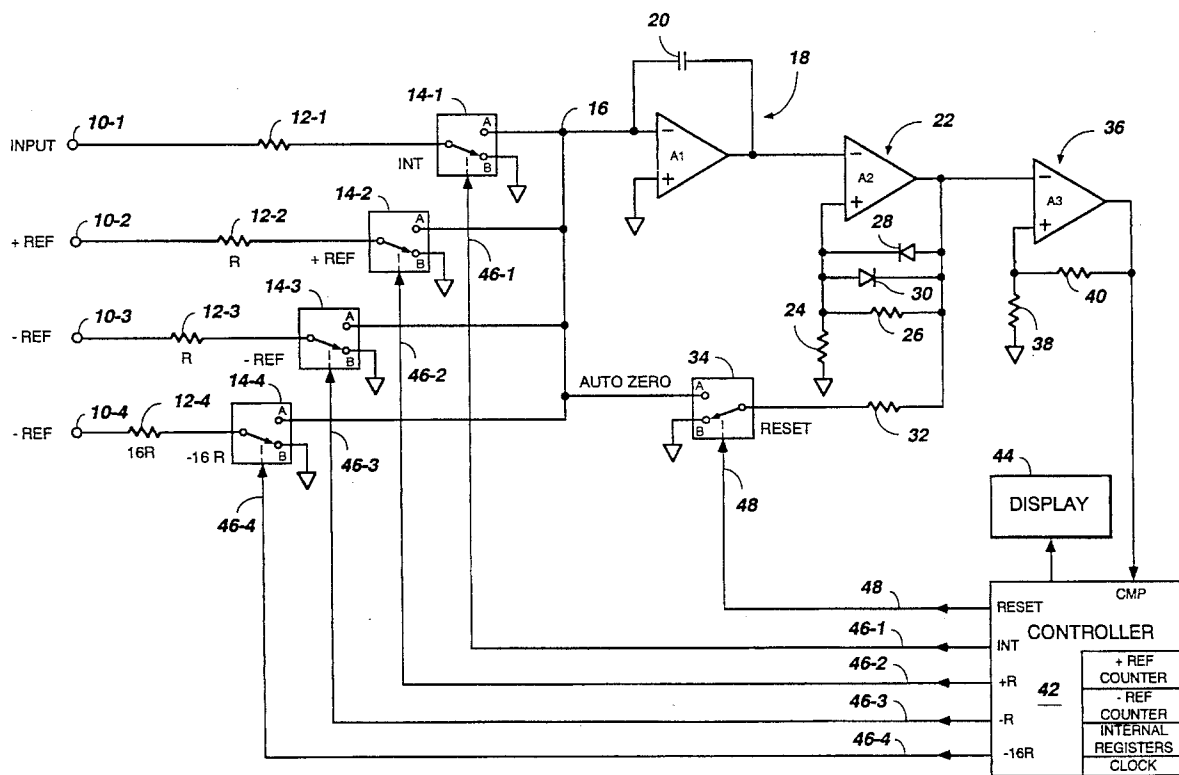 20
18
14-1
16
10-1
12-1
A
INPUT
INT
B
A1
−
+
22
−
A2
+
36
−
A3
+
14-2
10-2
12-2
A
+ REF
R
+ REF
B
46-1
28
30
26
24
40
38
14-3
10-3
12-3
A
- REF
R
- REF
B
46-2
34
AUTO ZERO
A
B
RESET
32
14-4
10-4
12-4
A
- REF
16R
-16 R
B
46-3
46-4
48
44
DISPLAY
48
RESET
CMP
CONTROLLER
46-1
INT
46-2
+R
42
+ REF
COUNTER
46-3
-R
- REF
COUNTER
46-4
-16R
INTERNAL
REGISTERS
CLOCK